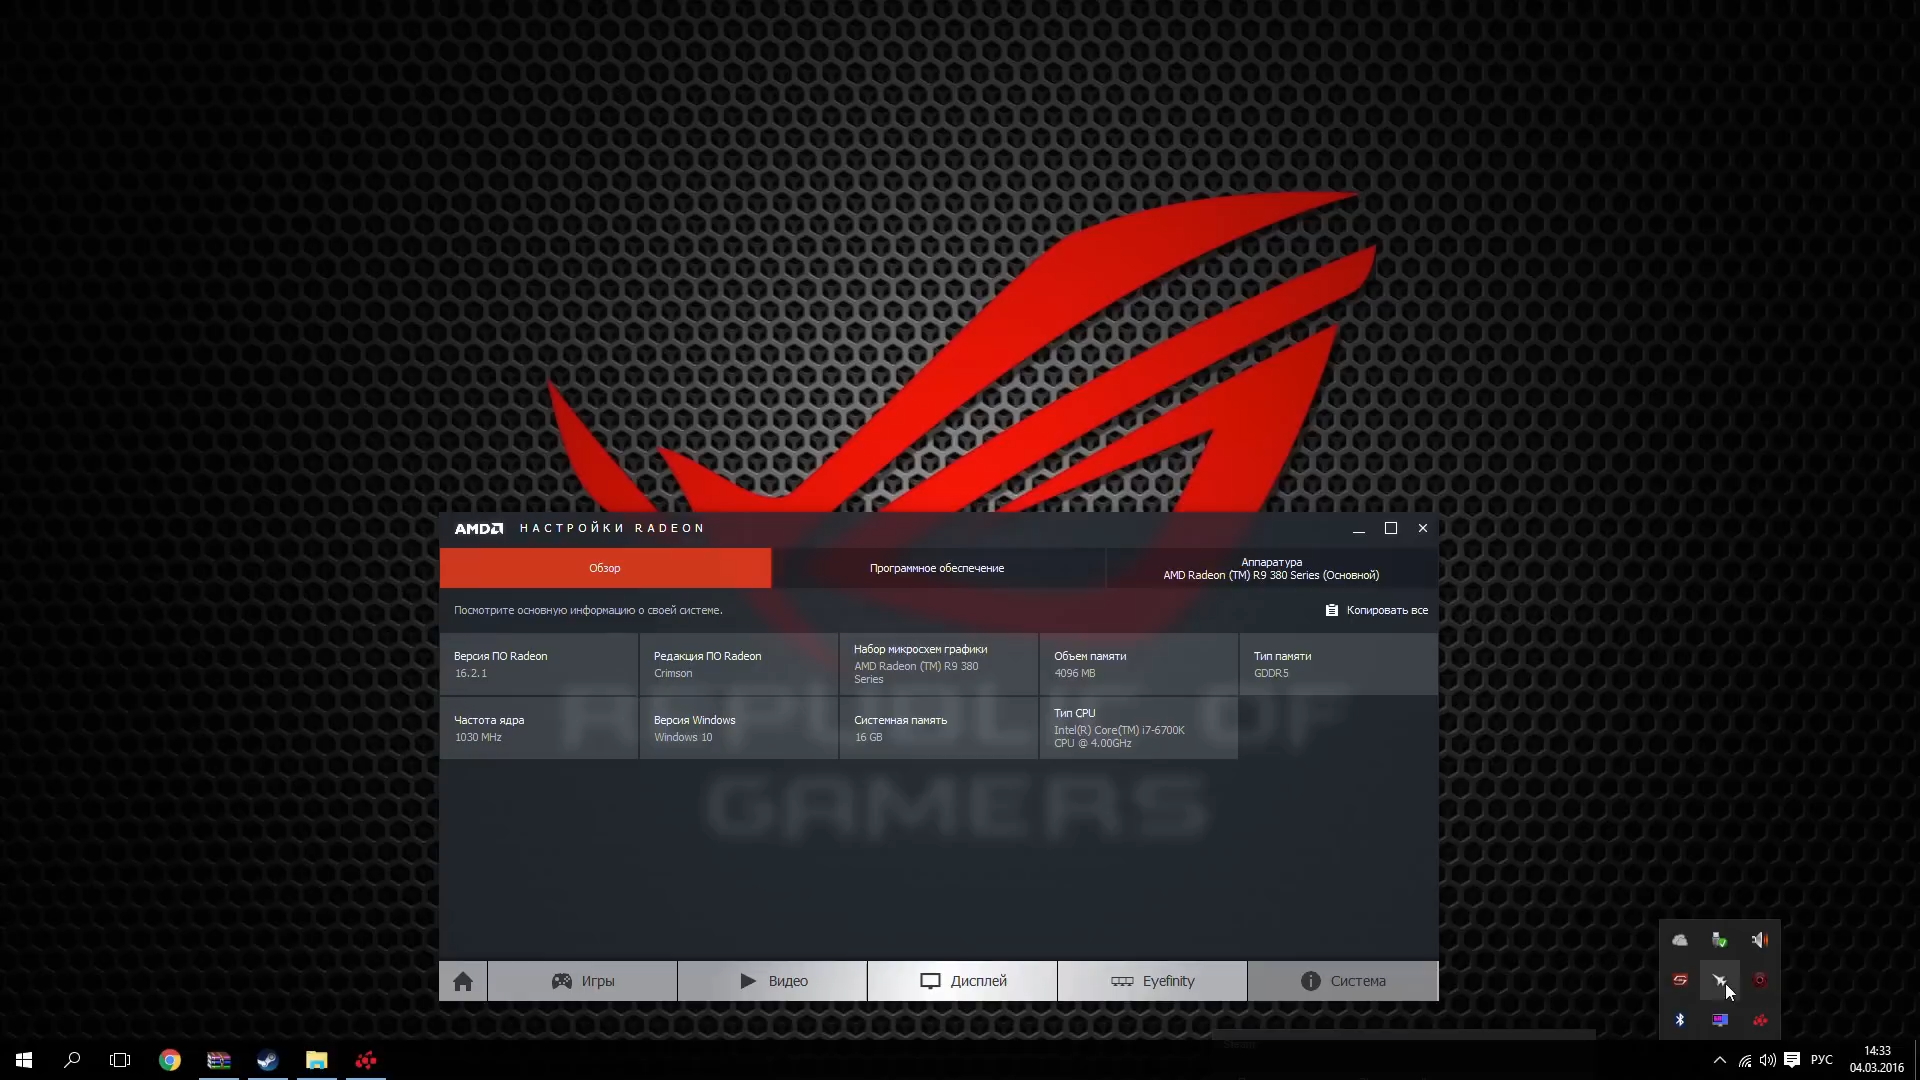 AMD НАСТРОЙКИ RADEON
Обзор
Программное обеспечение
Аппаратура
AMD Radeon (TM) R9 380 Series (Основной)
Посмотрите основную информацию о своей системе.
Копировать все
Версия ПО Radeon
16.2.1
Редакция ПО Radeon
Crimson
Набор микросхем графики
AMD Radeon (TM) R9 380
Series
Объем памяти
4096 MB
Тип памяти
GDDR5
Частота ядра
1030 MHz
Версия Windows
Windows 10
Системная память
16 GB
Тип CPU
Intel(R) Core(TM) i7-6700K
CPU @ 4.00GHz
REPUBLIC OF
GAMERS
Игры
Видео
Дисплей
Eyefinity
Система
РУС
14:33
04.03.2016